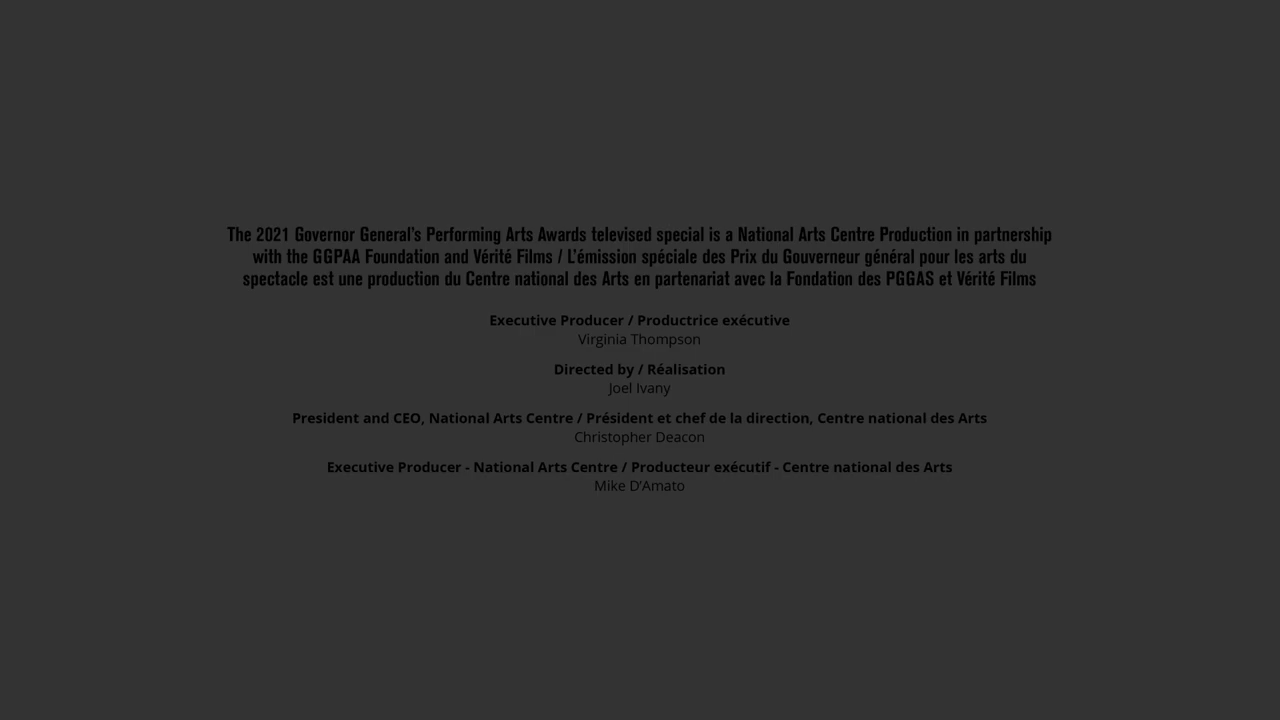 The 2021 Governor General's Performing Arts Awards televised special is a National Arts Centre Production in partnership
with the GGPAA Foundation and Vérité Films / L'émission spéciale des Prix du Gouverneur général pour les arts du
spectacle est une production du Centre national des Arts en partenariat avec la Fondation des PGGAS et Vérité Films
Executive Producer / Productrice exécutive
Virginia Thompson
Directed by / Réalisation
Joel Ivany
President and CEO, National Arts Centre / Président et chef de la direction, Centre national des Arts
Christopher Deacon
Executive Producer - National Arts Centre / Producteur exécutif - Centre national des Arts
Mike D'Amato